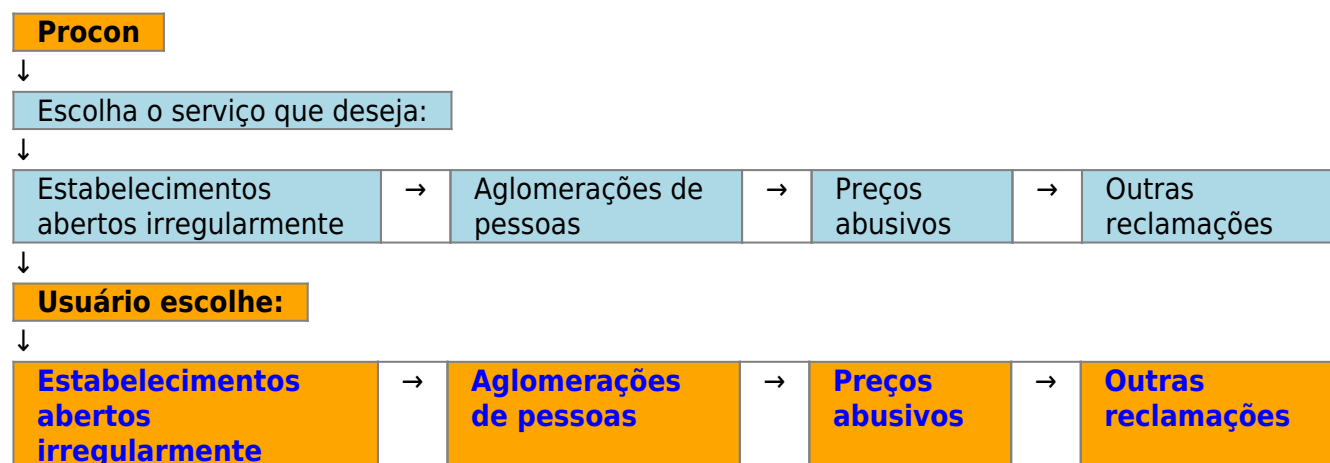 Procon
↓
Escolha o serviço que deseja:
↓
Estabelecimentos abertos irregularmente → Aglomerações de pessoas → Preços abusivos → Outras reclamações
↓
Usuário escolhe:
↓
Estabelecimentos abertos irregularmente → Aglomerações de pessoas → Preços abusivos → Outras reclamações